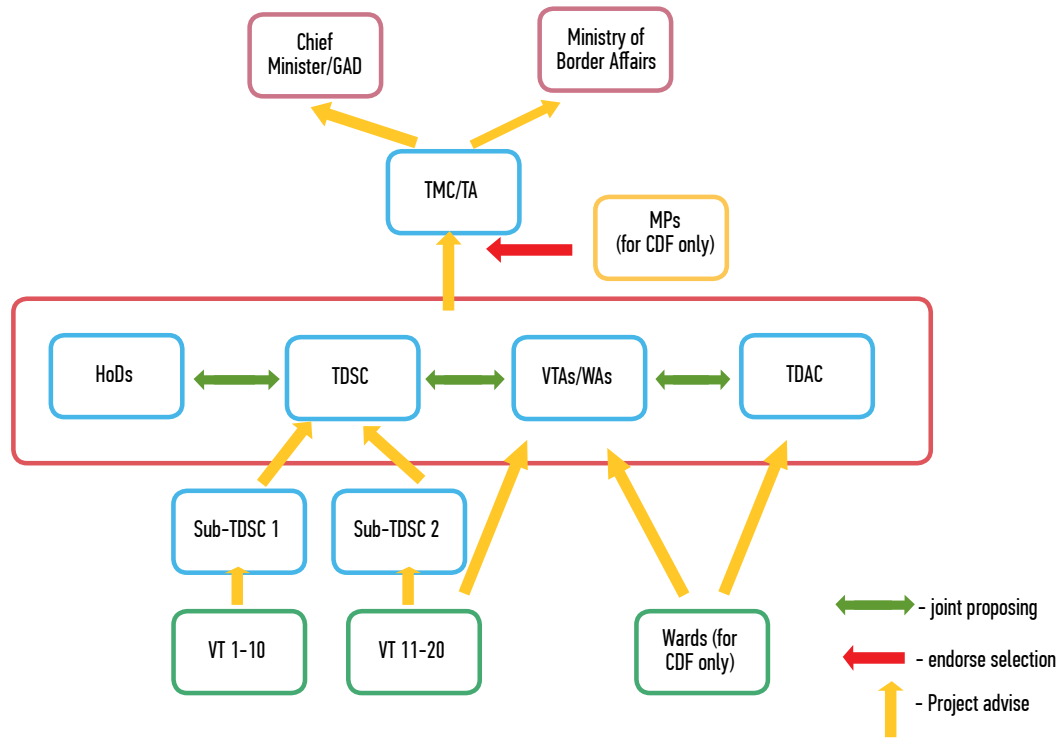 Chief
Minister/GAD
Ministry of
Border Affairs
TMC/TA
MPs
(for CDF only)
HoDs
TDSC
VTAs/WAs
TDAC
Sub-TDSC 1
Sub-TDSC 2
VT 1-10
VT 11-20
Wards (for
CDF only)
- joint proposing
- endorse selection
- Project advise